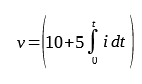 v = (10 + 5 ∫₀ᵗ i dt)